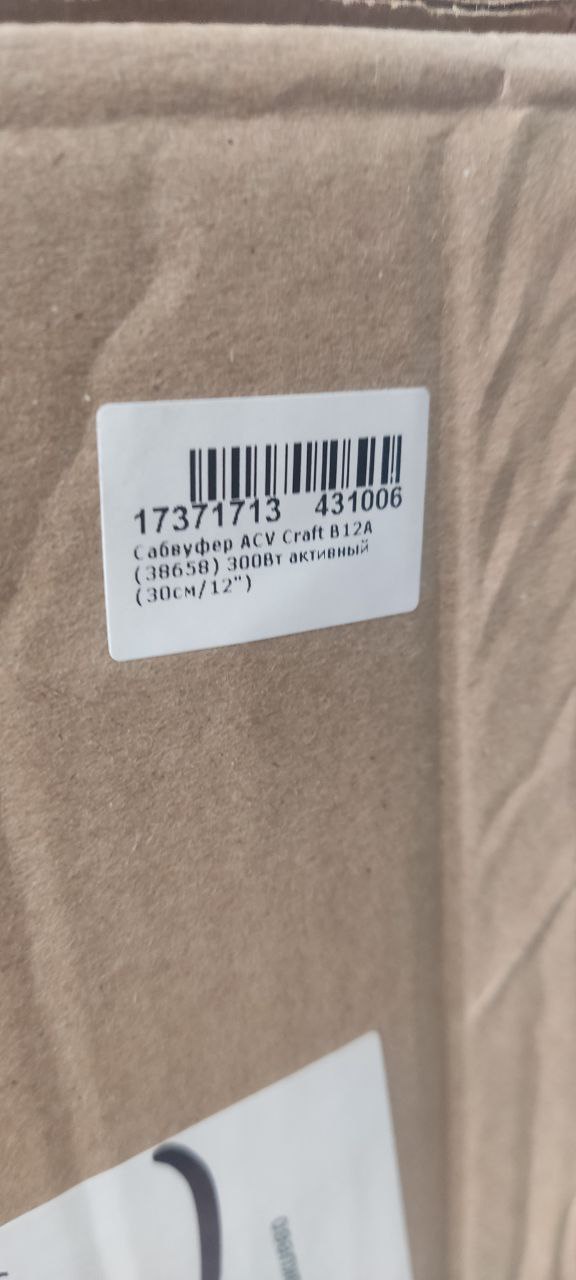 17371713 431006
Сабвуфер ACV Craft B12A
(38658) 300Вт активный
(30см/12")